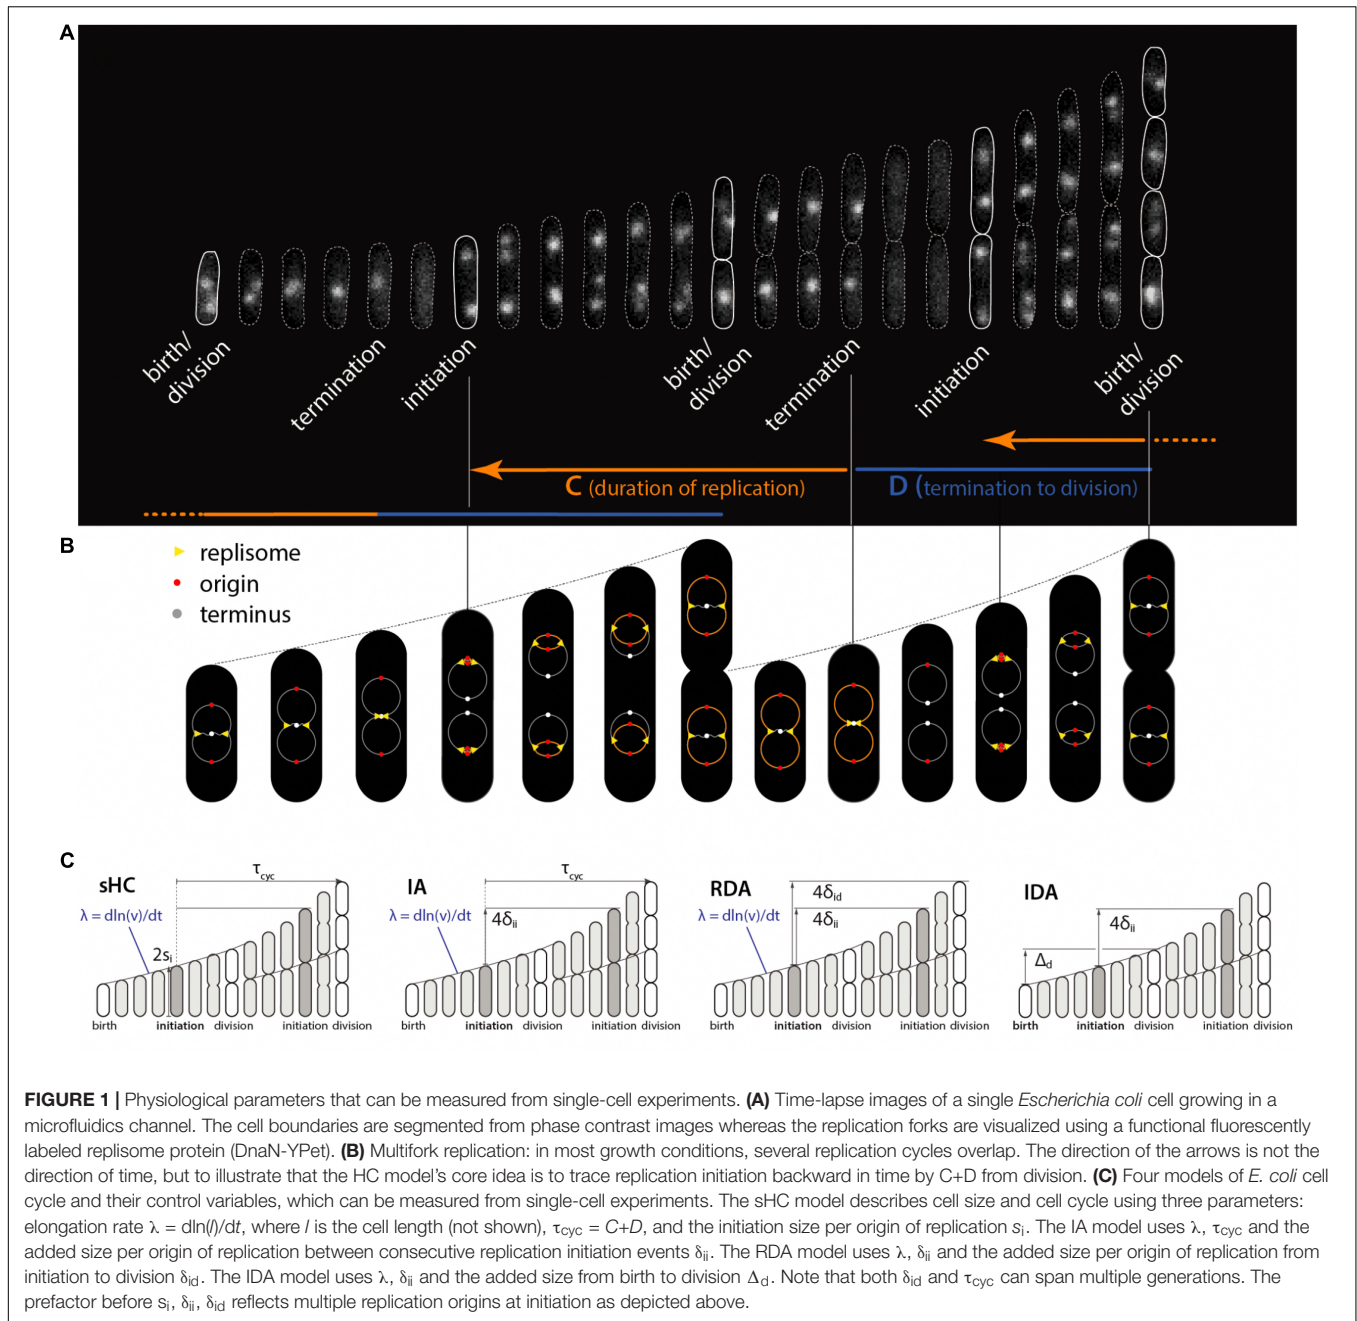 A
birth/
division
termination
initiation
birth/
division
termination
initiation
birth/
division
C (duration of replication)
D (termination to division)
B
replisome
origin
terminus
C
sHC
τcyc
λ = dln(v)/dt
2si
birth
initiation
division
initiation
division
IA
τcyc
λ = dln(v)/dt
4δii
birth
initiation
division
initiation
division
RDA
4δid
4δii
λ = dln(v)/dt
birth
initiation
division
initiation
division
IDA
4δii
Δd
birth
initiation
division
initiation
division
FIGURE 1 | Physiological parameters that can be measured from single-cell experiments. (A) Time-lapse images of a single Escherichia coli cell growing in a
microfluidics channel. The cell boundaries are segmented from phase contrast images whereas the replication forks are visualized using a functional fluorescently
labeled replisome protein (DnaN-YPet). (B) Multifork replication: in most growth conditions, several replication cycles overlap. The direction of the arrows is not the
direction of time, but to illustrate that the HC model's core idea is to trace replication initiation backward in time by C+D from division. (C) Four models of E. coli cell
cycle and their control variables, which can be measured from single-cell experiments. The sHC model describes cell size and cell cycle using three parameters:
elongation rate λ = dln(l)/dt, where l is the cell length (not shown), τcyc = C+D, and the initiation size per origin of replication si. The IA model uses λ, τcyc and the
added size per origin of replication between consecutive replication initiation events δii. The RDA model uses λ, δii and the added size per origin of replication from
initiation to division δid. The IDA model uses λ, δii and the added size from birth to division Δd. Note that both δid and τcyc can span multiple generations. The
prefactor before si, δii, δid reflects multiple replication origins at initiation as depicted above.